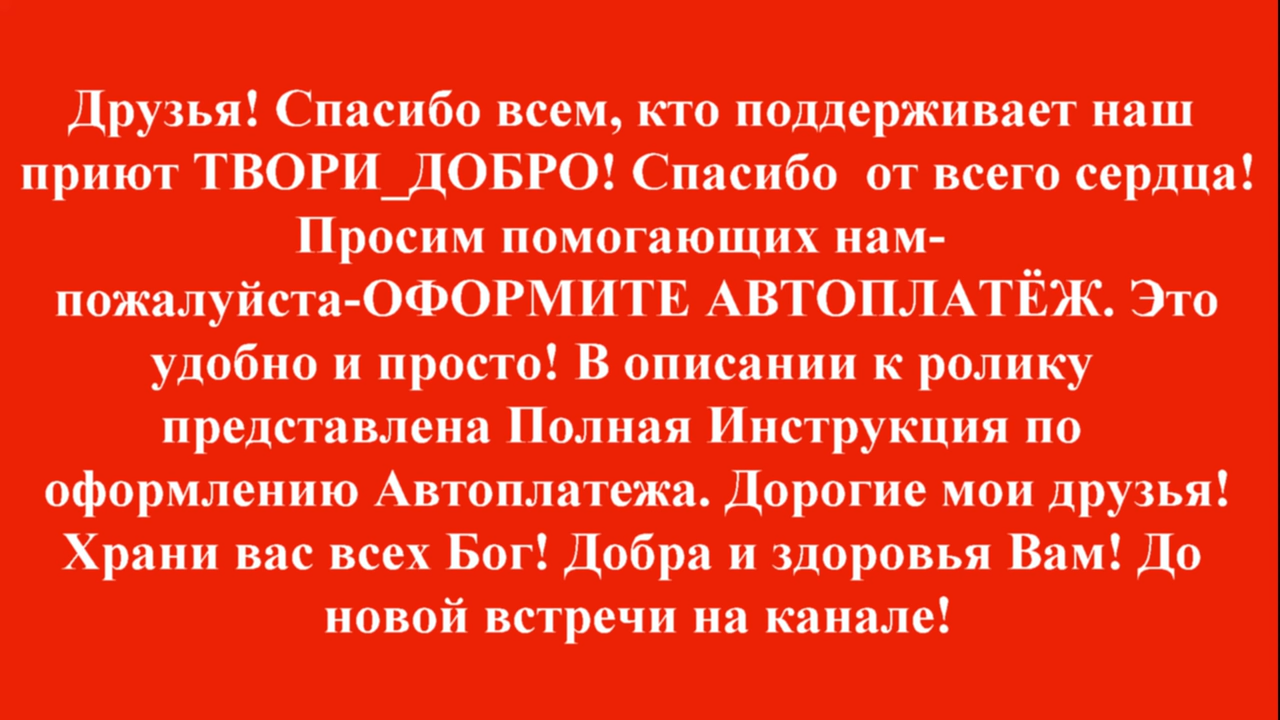 Друзья! Спасибо всем, кто поддерживает наш
приют ТВОРИ_ДОБРО! Спасибо  от всего сердца!
Просим помогающих нам-
пожалуйста-ОФОРМИТЕ АВТОПЛАТЁЖ. Это
удобно и просто! В описании к ролику
представлена Полная Инструкция по
оформлению Автоплатежа. Дорогие мои друзья!
Храни вас всех Бог! Добра и здоровья Вам! До
новой встречи на канале!